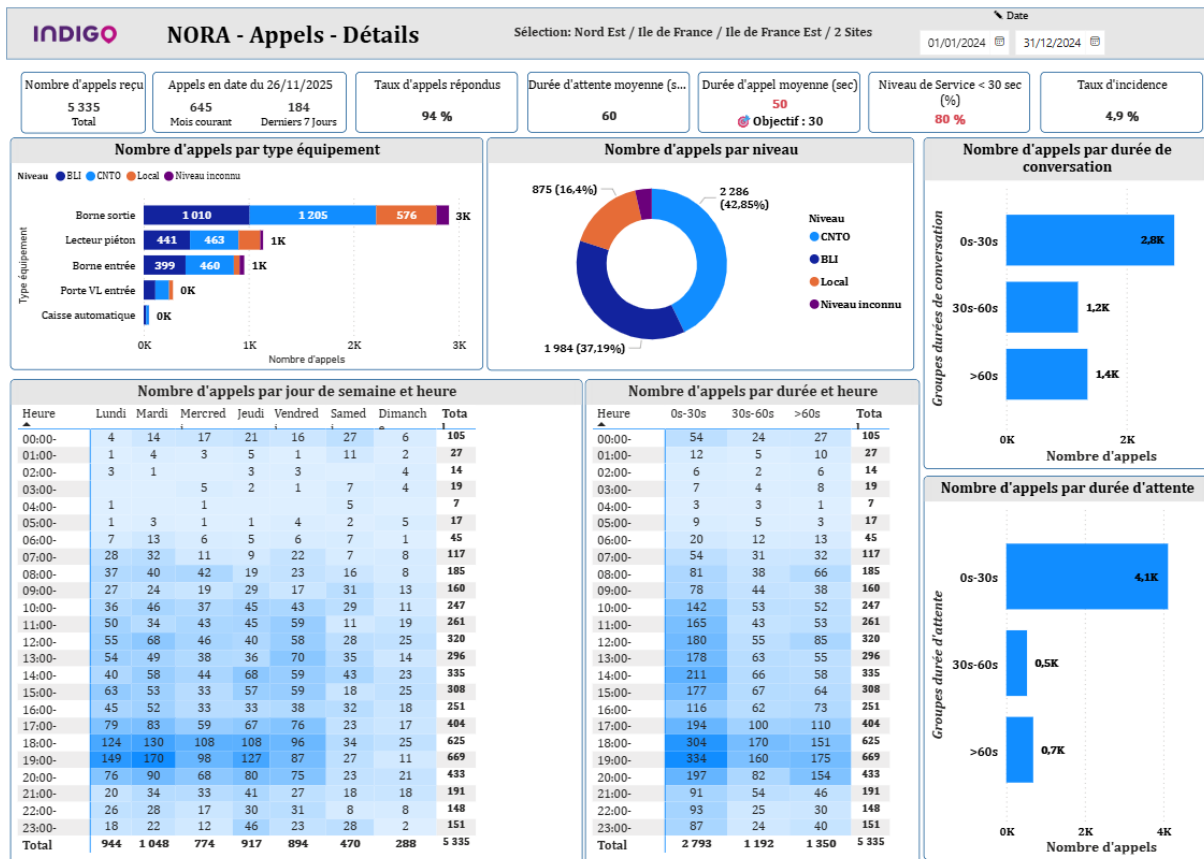 INDIGO
NORA - Appels - Détails
Sélection: Nord Est / Ile de France / Ile de France Est / 2 Sites
Date
01/01/2024 31/12/2024
Nombre d'appels reçu
5 335
Total
Appels en date du 26/11/2025
645 184
Mois courant Derniers 7 Jours
Taux d'appels répondus
94 %
Durée d'attente moyenne (s...
60
Durée d'appel moyenne (sec)
50
Objectif : 30
Niveau de Service < 30 sec
(%)
80 %
Taux d'incidence
4,9 %
Nombre d'appels par type équipement
Niveau BLI CNTO Local Niveau inconnu
Type équipement
Borne sortie 1 010 1 205 576 3K
Lecteur piéton 441 463 1K
Borne entrée 399 460 1K
Porte VL entrée 0K
Caisse automatique 0K
0K 1K 2K 3K
Nombre d'appels
Nombre d'appels par niveau
875 (16,4%)
2 286
(42,85%)
1 984 (37,19%)
Niveau
CNTO
BLI
Local
Niveau inconnu
Nombre d'appels par durée de
conversation
Groupes durées de conversation
0s-30s 2,8K
30s-60s 1,2K
>60s 1,4K
0K 2K
Nombre d'appels
Nombre d'appels par jour de semaine et heure
Heure Lundi Mardi Mercredi Jeudi Vendredi Samedi Dimanche Total
00:00- 4 14 17 21 16 27 6 105
01:00- 1 4 3 5 1 11 2 27
02:00- 3 1 3 3 4 14
03:00- 5 2 1 7 4 19
04:00- 1 1 5 7
05:00- 1 3 1 1 4 2 5 17
06:00- 7 13 6 5 6 7 1 45
07:00- 28 32 11 9 22 7 8 117
08:00- 37 40 42 19 23 16 8 185
09:00- 27 24 19 29 17 31 13 160
10:00- 36 46 37 45 43 29 11 247
11:00- 50 34 43 45 59 11 19 261
12:00- 55 68 46 40 58 28 25 320
13:00- 54 49 38 36 70 35 14 296
14:00- 40 58 44 68 59 43 23 335
15:00- 63 53 33 57 59 18 25 308
16:00- 45 52 33 33 38 32 18 251
17:00- 79 83 59 67 76 23 17 404
18:00- 124 130 108 108 96 34 25 625
19:00- 149 170 98 127 87 27 11 669
20:00- 76 90 68 80 75 23 21 433
21:00- 20 34 33 41 27 18 18 191
22:00- 26 28 17 30 31 8 8 148
23:00- 18 22 12 46 23 28 2 151
Total 944 1 048 774 917 894 470 288 5 335
Nombre d'appels par durée et heure
Heure 0s-30s 30s-60s >60s Total
00:00- 54 24 27 105
01:00- 12 5 10 27
02:00- 6 2 6 14
03:00- 7 4 8 19
04:00- 3 3 1 7
05:00- 9 5 3 17
06:00- 20 12 13 45
07:00- 54 31 32 117
08:00- 81 38 66 185
09:00- 78 44 38 160
10:00- 142 53 52 247
11:00- 165 43 53 261
12:00- 180 55 85 320
13:00- 178 63 55 296
14:00- 211 66 58 335
15:00- 177 67 64 308
16:00- 116 62 73 251
17:00- 194 100 110 404
18:00- 304 170 151 625
19:00- 334 160 175 669
20:00- 197 82 154 433
21:00- 91 54 46 191
22:00- 93 25 30 148
23:00- 87 24 40 151
Total 2 793 1 192 1 350 5 335
Nombre d'appels par durée d'attente
Groupes durée d'attente
0s-30s 4,1K
30s-60s 0,5K
>60s 0,7K
0K 2K 4K
Nombre d'appels